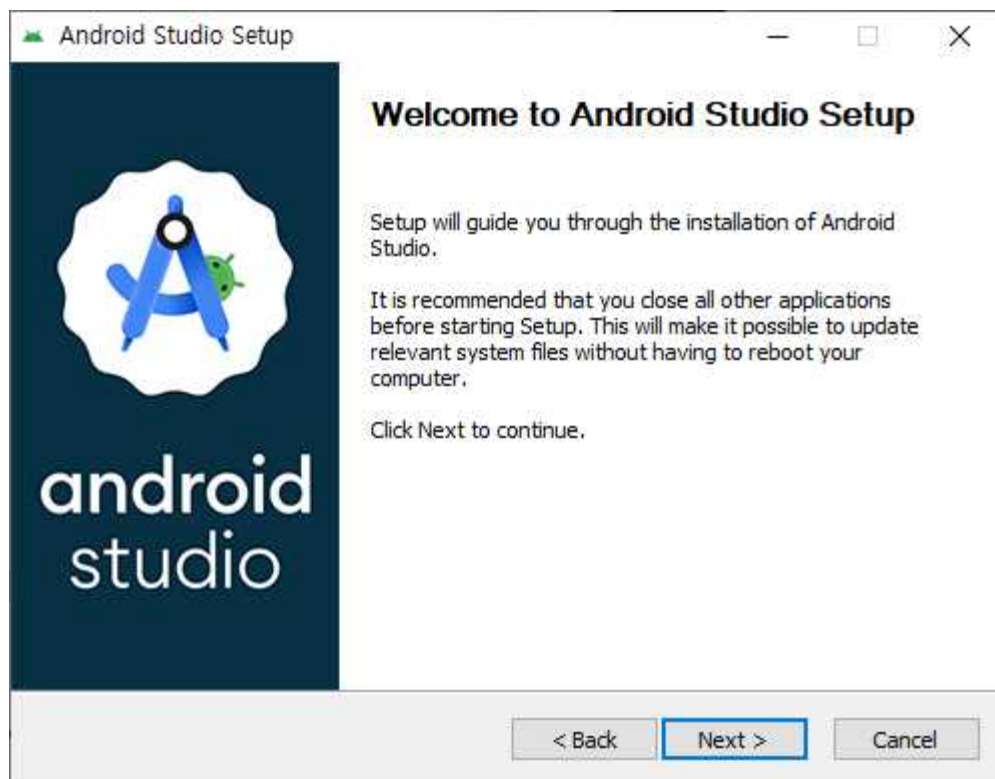 Android Studio Setup
Welcome to Android Studio Setup
Setup will guide you through the installation of Android
Studio.
It is recommended that you close all other applications
before starting Setup. This will make it possible to update
relevant system files without having to reboot your
computer.
Click Next to continue.
android
studio
< Back
Next >
Cancel